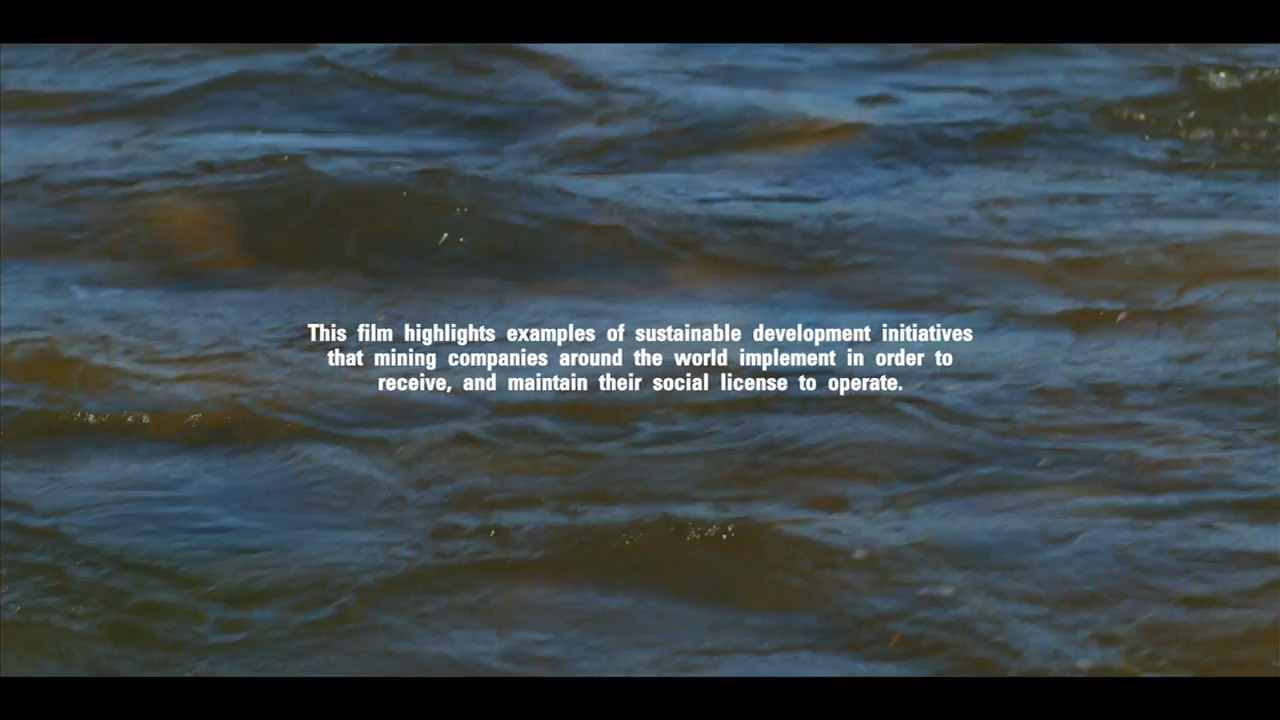 This film highlights examples of sustainable development initiatives
that mining companies around the world implement in order to
receive, and maintain their social license to operate.